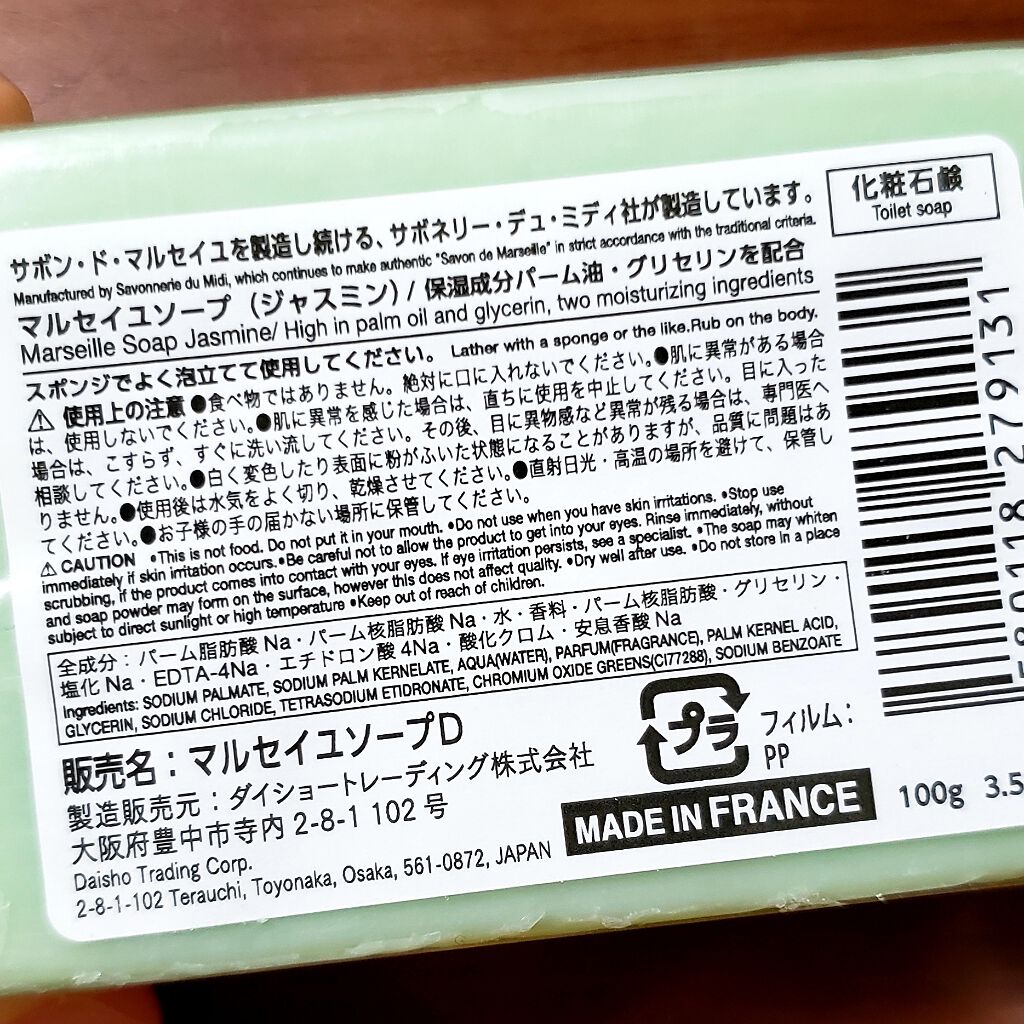 サボン・ド・マルセイユを製造し続ける、サボネリー・デュ・ミディ社が製造しています。
Manufactured by Savonnerie du Midi, which continues to make authentic "Savon de Marseille" in strict accordance with the traditional criteria.
マルセイユソープ（ジャスミン）/ 保湿成分パーム油・グリセリンを配合
Marseille Soap Jasmine/ High in palm oil and glycerin, two moisturizing ingredients
化粧石鹸
Toilet soap
スポンジでよく泡立てて使用してください。 Lather with a sponge or the like.Rub on the body.
⚠ 使用上の注意 ●食べ物ではありません。絶対に口に入れないでください。●肌に異常がある場合
は、使用しないでください。●肌に異常を感じた場合は、直ちに使用を中止してください。目に入った
場合は、こすらず、すぐに洗い流してください。その後、目に異物感など異常が残る場合は、専門医へ
相談してください。●白く変色したり表面に粉がふいた状態になることがありますが、品質に問題はあ
りません。●使用後は水気をよく切り、乾燥させてください。●直射日光・高温の場所を避けて、保管し
てください。●お子様の手の届かない場所に保管してください。
⚠ CAUTION ●This is not food. Do not put it in your mouth. ●Do not use when you have skin irritations. ●Stop use
immediately if skin irritation occurs.●Be careful not to allow the product to get into your eyes. Rinse immediately, without
scrubbing, if the product comes into contact with your eyes. If eye irritation persists, see a specialist. ●The soap may whiten
and soap powder may form on the surface, however this does not affect quality. ●Dry well after use. ●Do not store in a place
subject to direct sunlight or high temperature ●Keep out of reach of children.
全成分：パーム脂肪酸 Na・パーム核脂肪酸 Na・水・香料・パーム核脂肪酸・グリセリン・
塩化 Na・EDTA-4Na・エチドロン酸 4Na・酸化クロム・安息香酸 Na
Ingredients: SODIUM PALMATE, SODIUM PALM KERNELATE, AQUA(WATER), PARFUM(FRAGRANCE), PALM KERNEL ACID,
GLYCERIN, SODIUM CHLORIDE, TETRASODIUM ETIDRONATE, CHROMIUM OXIDE GREENS(CI77288), SODIUM BENZOATE
販売名：マルセイユソープD
製造販売元：ダイショートレーディング株式会社
大阪府豊中市寺内 2-8-1 102 号
Daisho Trading Corp.
2-8-1-102 Terauchi, Toyonaka, Osaka, 561-0872, JAPAN
プラ
フィルム：
PP
MADE IN FRANCE
100g 3.5